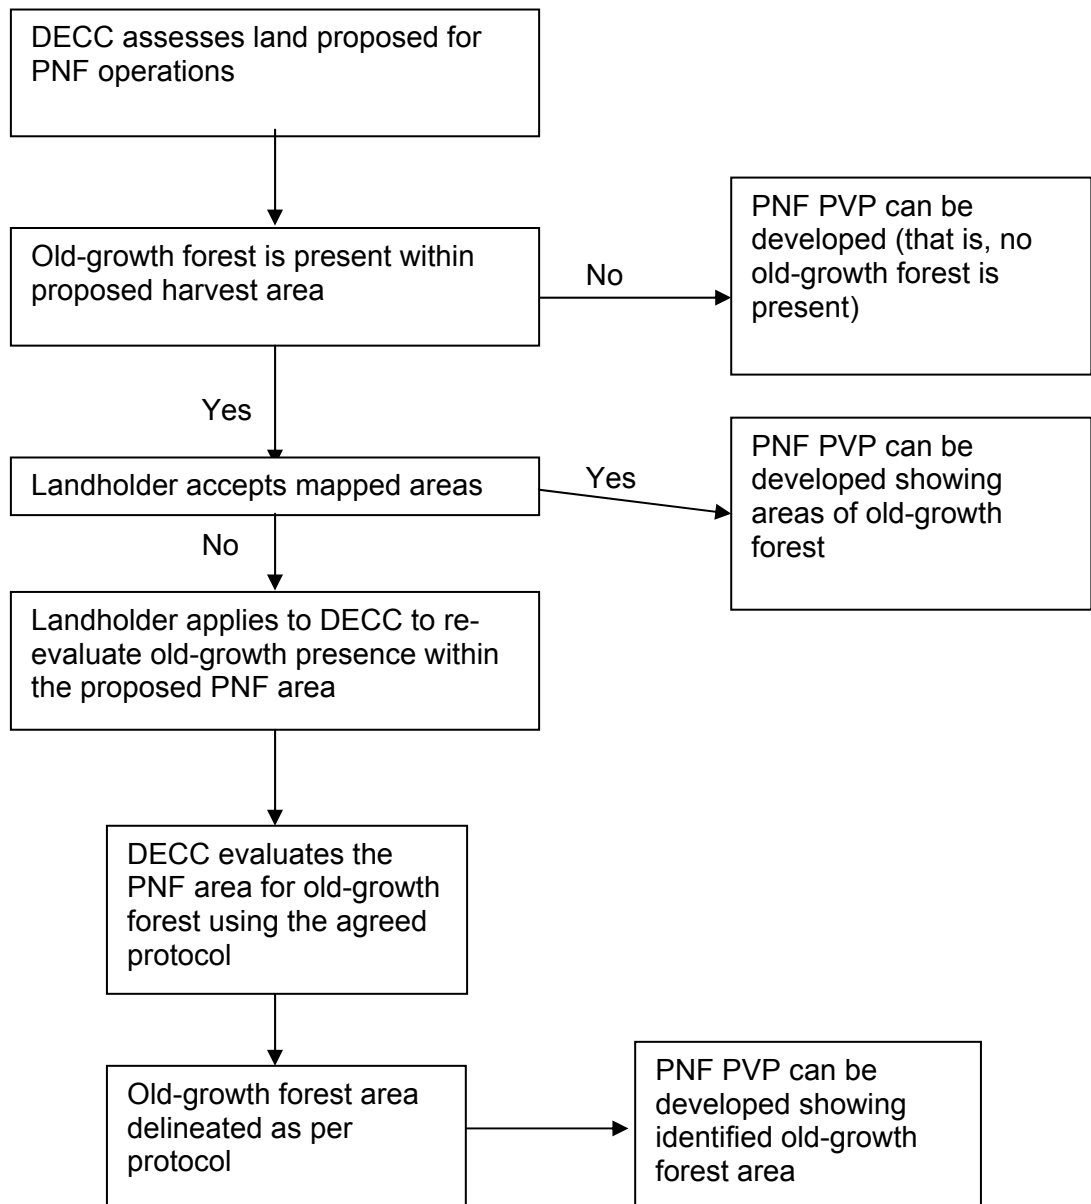 DECC assesses land proposed for
PNF operations
Old-growth forest is present within
proposed harvest area
No
PNF PVP can be
developed (that is, no
old-growth forest is
present)
Yes
Landholder accepts mapped areas
Yes
PNF PVP can be
developed showing
areas of old-growth
forest
No
Landholder applies to DECC to re-
evaluate old-growth presence within
the proposed PNF area
DECC evaluates the
PNF area for old-growth
forest using the agreed
protocol
Old-growth forest area
delineated as per
protocol
PNF PVP can be
developed showing
identified old-growth
forest area